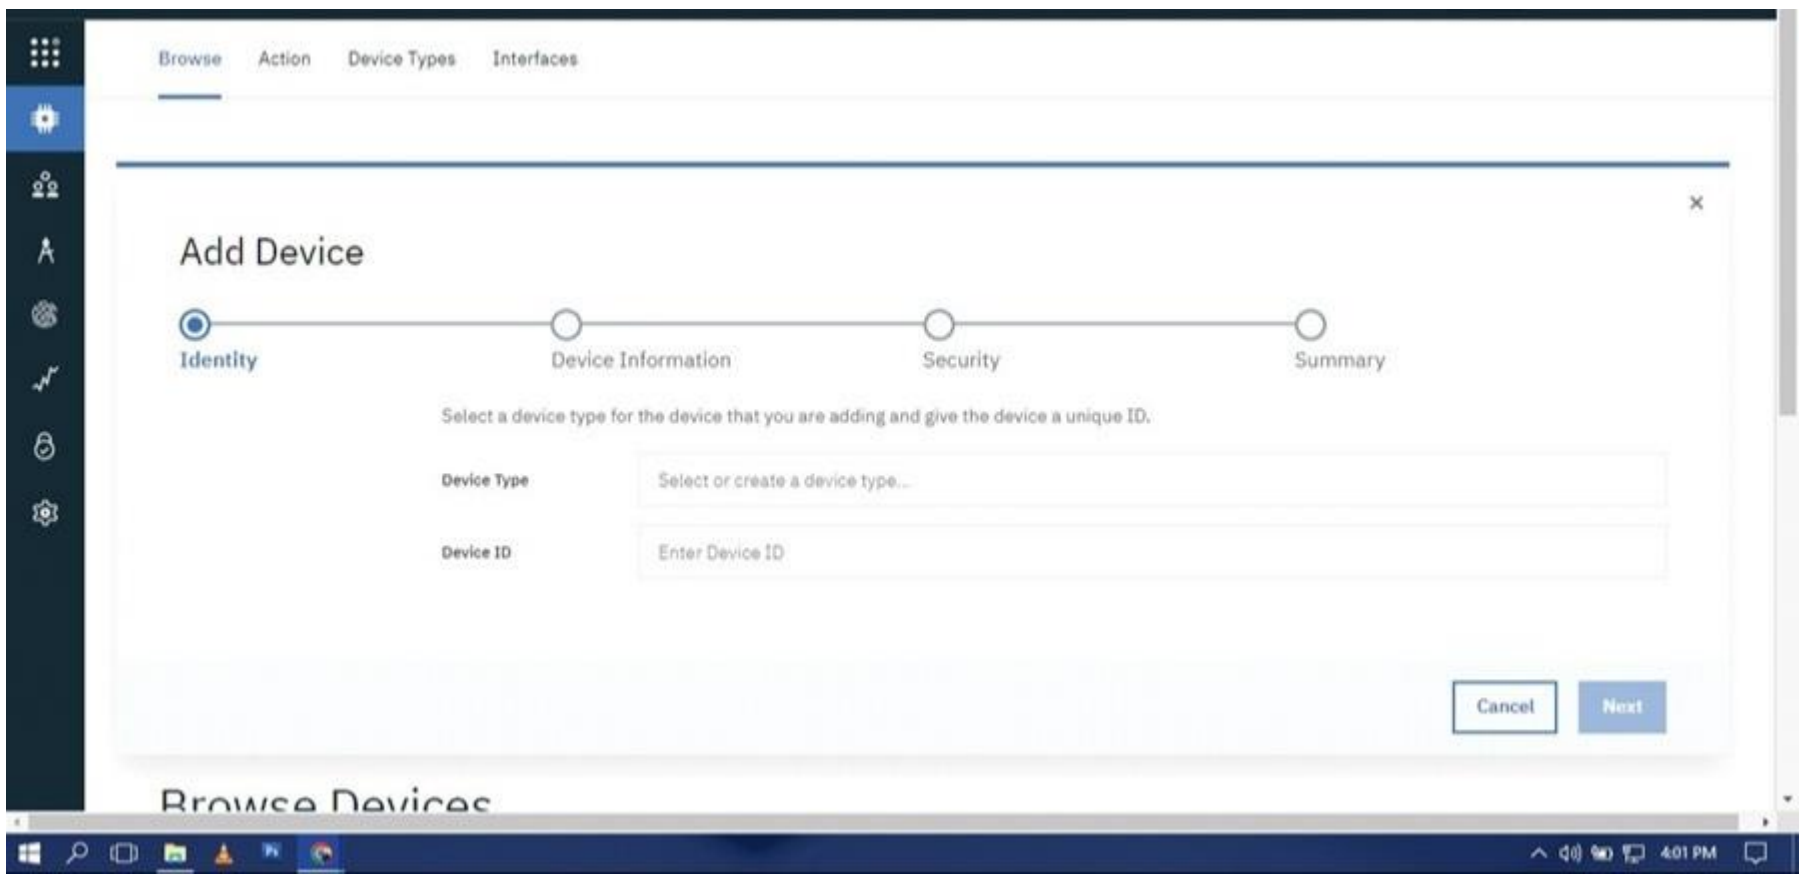 Browse Action Device Types Interfaces
Add Device
Identity Device Information Security Summary
Select a device type for the device that you are adding and give the device a unique ID.
Device Type Select or create a device type...
Device ID Enter Device ID
Cancel Next
Browse Devices
4:01 PM